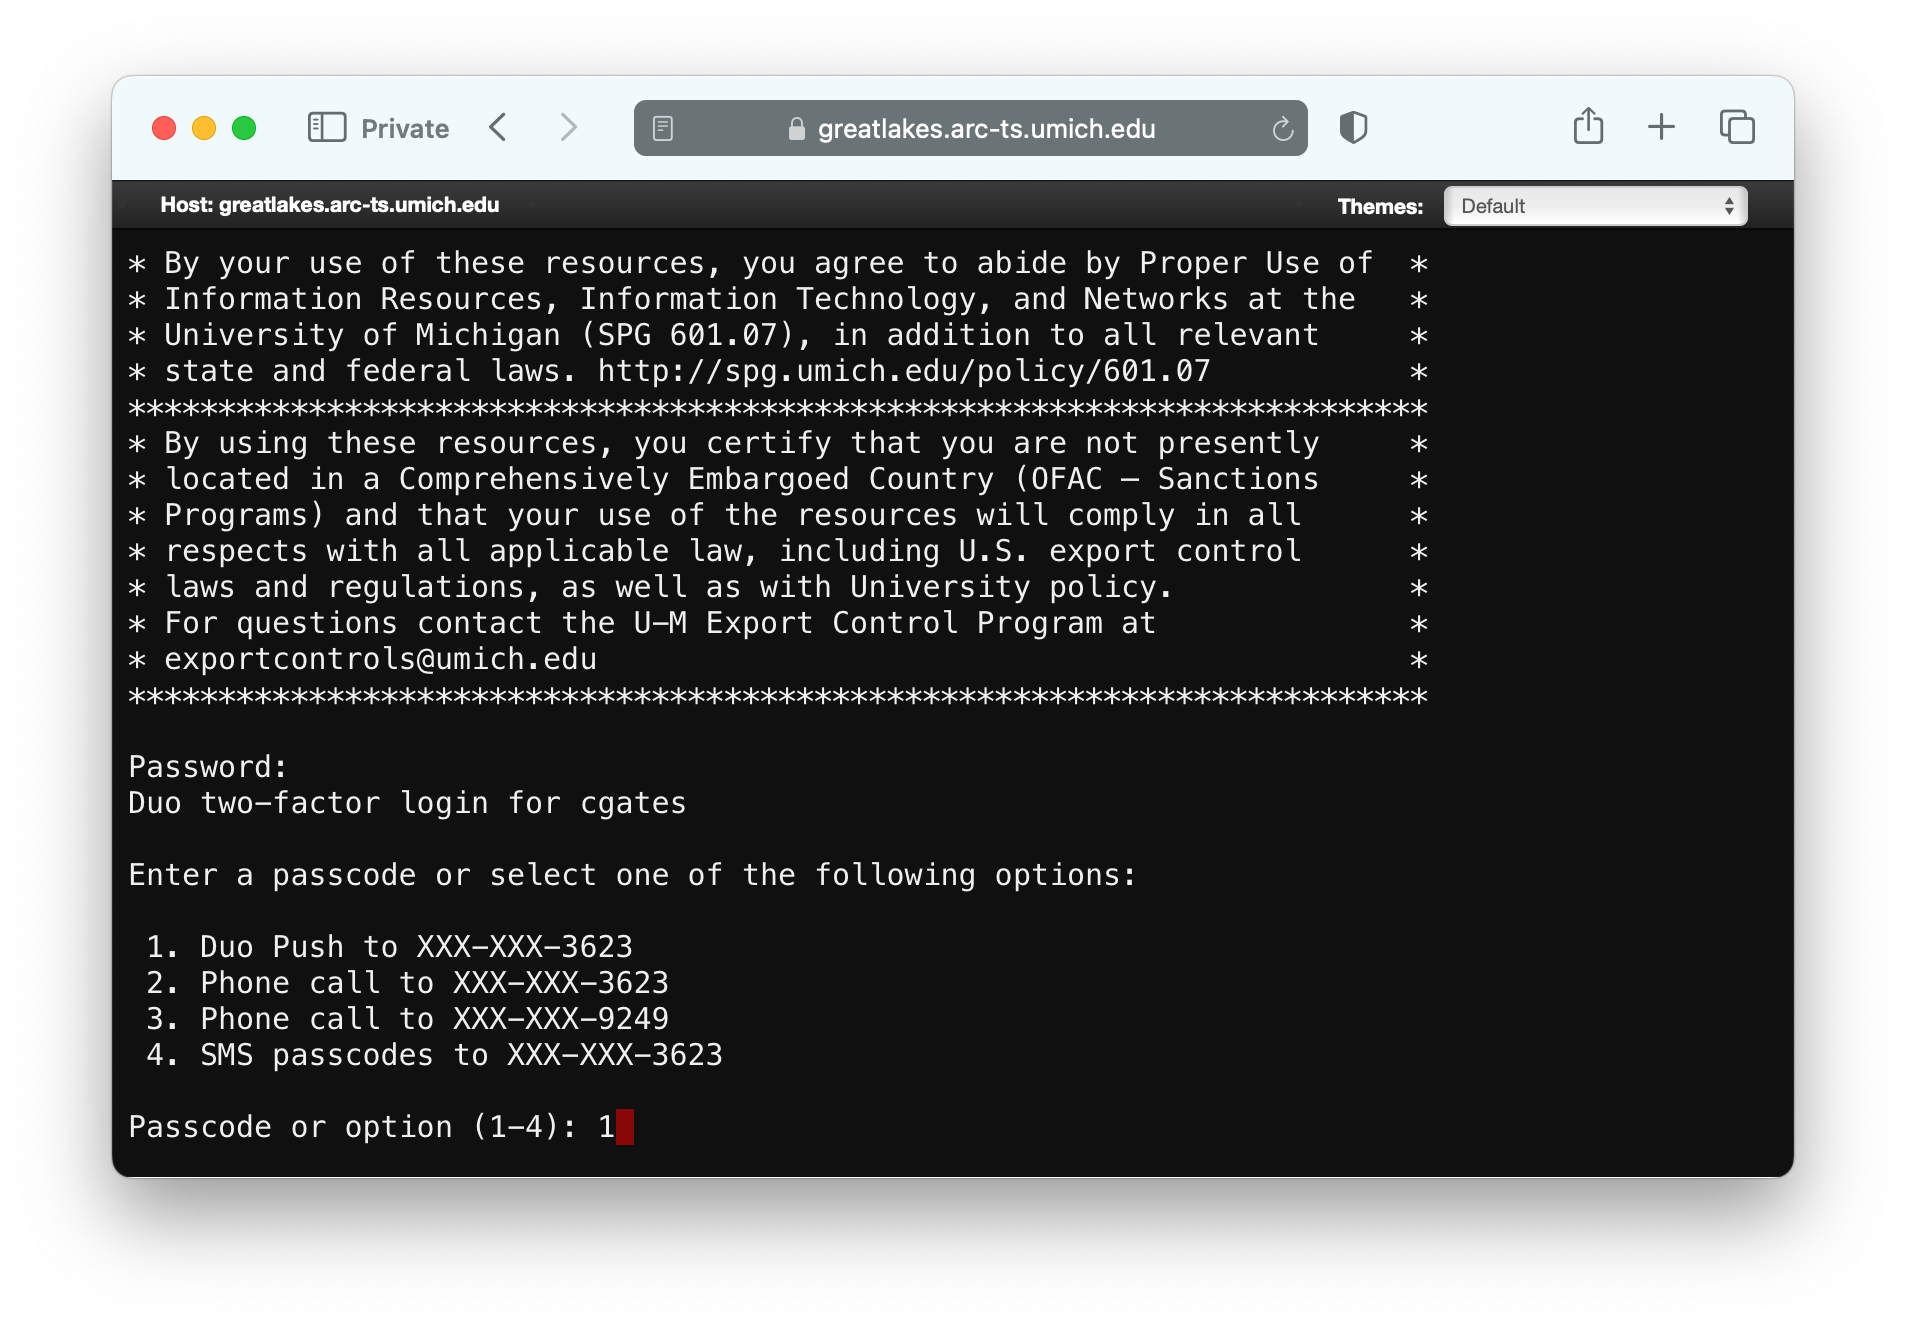 Private
greatlakes.arc-ts.umich.edu
Host: greatlakes.arc-ts.umich.edu
Themes:
Default
* By your use of these resources, you agree to abide by Proper Use of  *
* Information Resources, Information Technology, and Networks at the   *
* University of Michigan (SPG 601.07), in addition to all relevant     *
* state and federal laws. http://spg.umich.edu/policy/601.07           *
************************************************************************
* By using these resources, you certify that you are not presently     *
* located in a Comprehensively Embargoed Country (OFAC – Sanctions     *
* Programs) and that your use of the resources will comply in all      *
* respects with all applicable law, including U.S. export control      *
* laws and regulations, as well as with University policy.             *
* For questions contact the U-M Export Control Program at              *
* exportcontrols@umich.edu                                             *
************************************************************************
Password:
Duo two-factor login for cgates
Enter a passcode or select one of the following options:
1. Duo Push to XXX-XXX-3623
2. Phone call to XXX-XXX-3623
3. Phone call to XXX-XXX-9249
4. SMS passcodes to XXX-XXX-3623
Passcode or option (1-4): 1